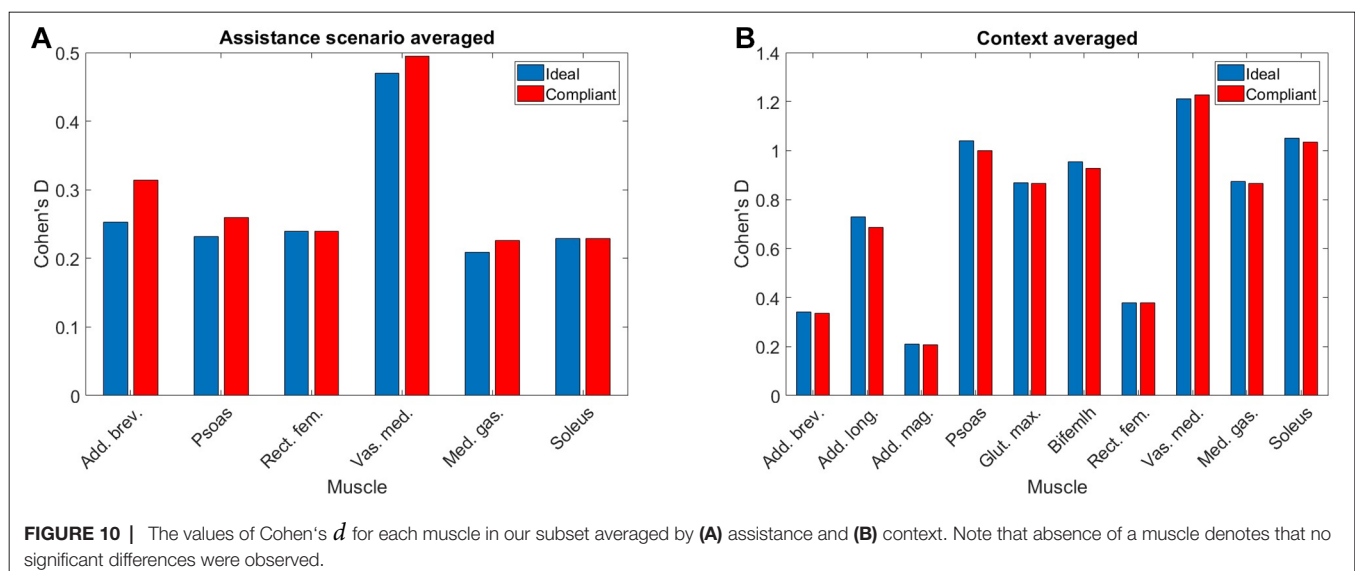 A
Assistance scenario averaged
0.5
0.4
0.3
0.2
0.1
0
Cohen's D
Ideal
Compliant
Add. brev.
Psoas
Rect. fem.
Vas. med.
Med. gas.
Soleus
Muscle
B
Context averaged
1.4
1.2
1
0.8
0.6
0.4
0.2
0
Cohen's D
Ideal
Compliant
Add. brev.
Add. long.
Add. mag.
Psoas
Glut. max.
Bifemlh
Rect. fem.
Vas. med.
Med. gas.
Soleus
Muscle
FIGURE 10 | The values of Cohen‘s d for each muscle in our subset averaged by (A) assistance and (B) context. Note that absence of a muscle denotes that no
significant differences were observed.